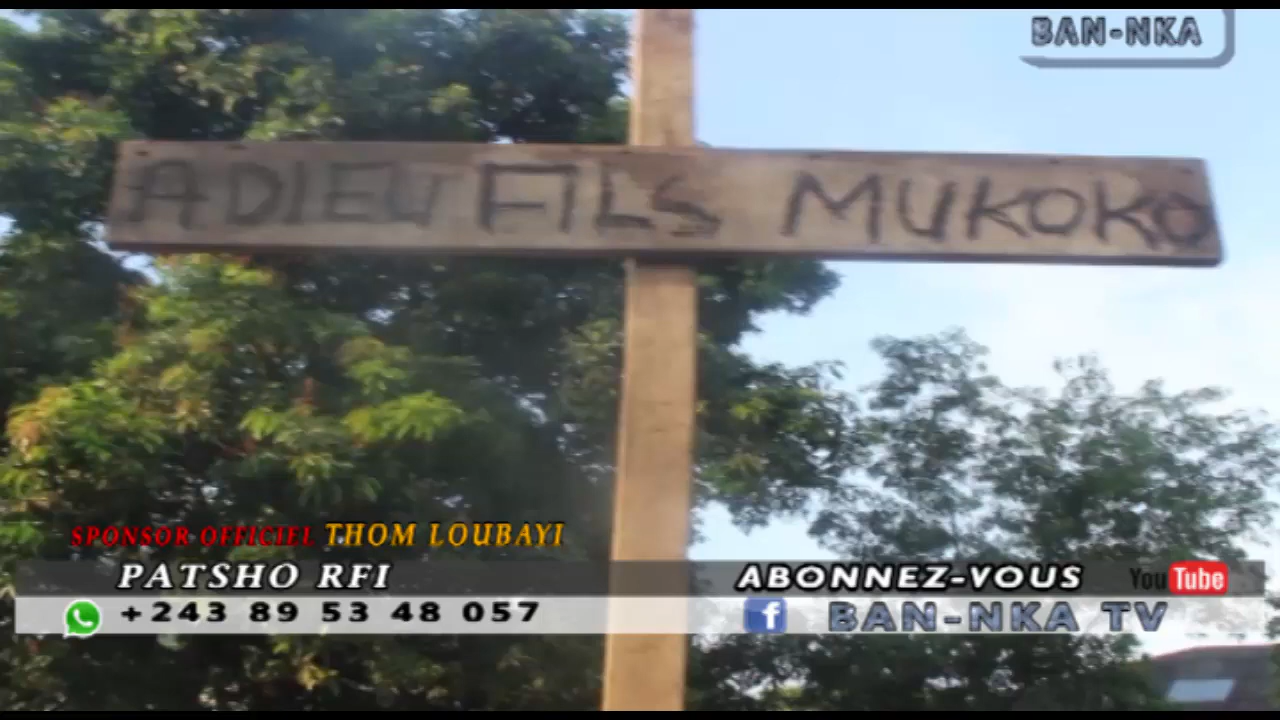 BAN-NKA
ADIEU FILS MUKOKO
SPONSOR OFFICIEL THOM LOUBAYI
PATSHO RFI
+243 89 53 48 057
ABONNEZ-VOUS YouTube
BAN-NKA TV